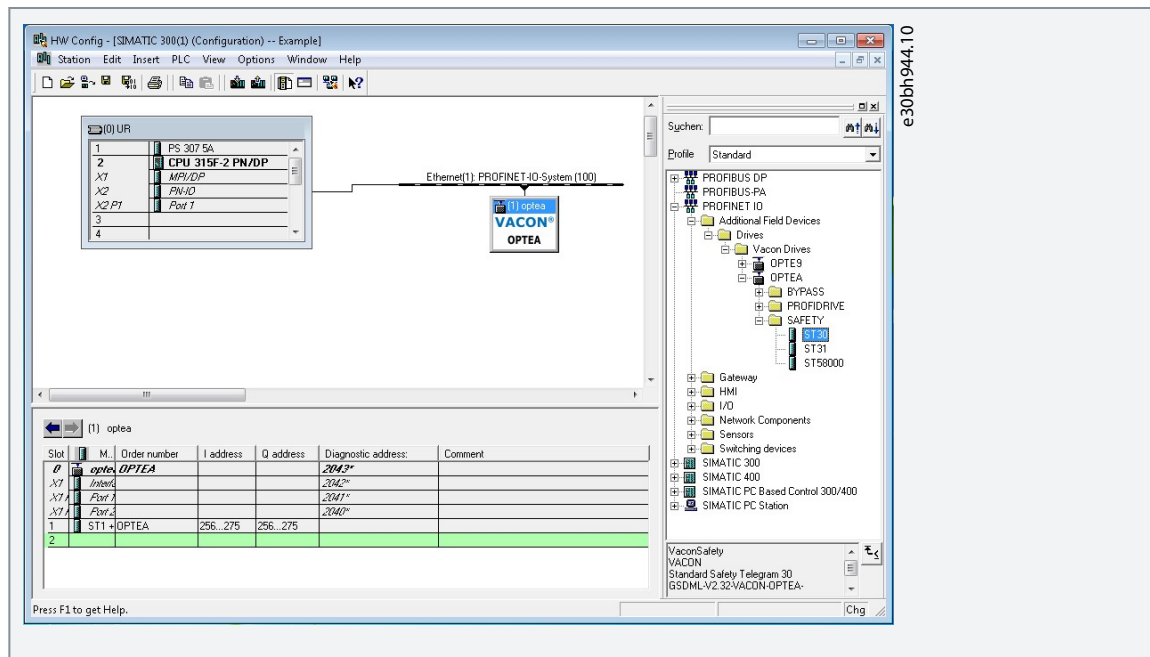 HW Config - [SIMATIC 300(1) (Configuration) -- Example]
Station Edit Insert PLC View Options Window Help
(0) UR
1 PS 307 5A
2 CPU 315F-2 PN/DP
X1 MPI/DP
X2 PN-IO
X2 P1 Port 1
3
4
Ethernet(1): PROFINET-IO-System (100)
(1) optea
VACON®
OPTEA
Suchen:
Profile Standard
PROFIBUS DP
PROFIBUS-PA
PROFINET IO
Additional Field Devices
Drives
Vacon Drives
OPTE9
OPTEA
BYPASS
PROFIDRIVE
SAFETY
ST30
ST31
ST58000
Gateway
HMI
I/O
Network Components
Sensors
Switching devices
SIMATIC 300
SIMATIC 400
SIMATIC PC Based Control 300/400
SIMATIC PC Station
VaconSafety
VACON
Standard Safety Telegram 30
GSDML-V2.32-VACON-OPTEA-
(1) optea
Slot M... Order number I address Q address Diagnostic address: Comment
0 optea OPTEA 2043*
X1 Interfa 2042*
X1 Port 1 2041*
X1 Port 2 2040*
1 ST1 + OPTEA 256...275 256...275
2
Press F1 to get Help. Chg
e30bh944.10